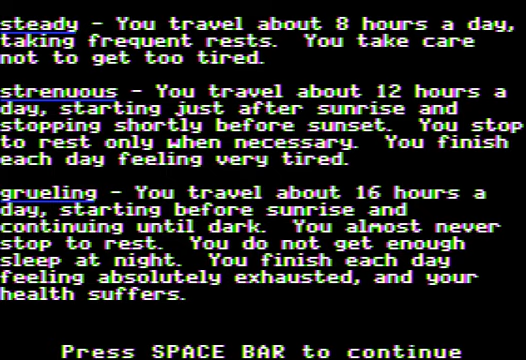 steady - You travel about 8 hours a day,
taking frequent rests.  You take care
not to get too tired.
strenuous - You travel about 12 hours a
day, starting just after sunrise and
stopping shortly before sunset.  You stop
to rest only when necessary.  You finish
each day feeling very tired.
grueling - You travel about 16 hours a
day, starting before sunrise and
continuing until dark.  You almost never
stop to rest.  You do not get enough
sleep at night.  You finish each day
feeling absolutely exhausted, and your
health suffers.
Press SPACE BAR to continue